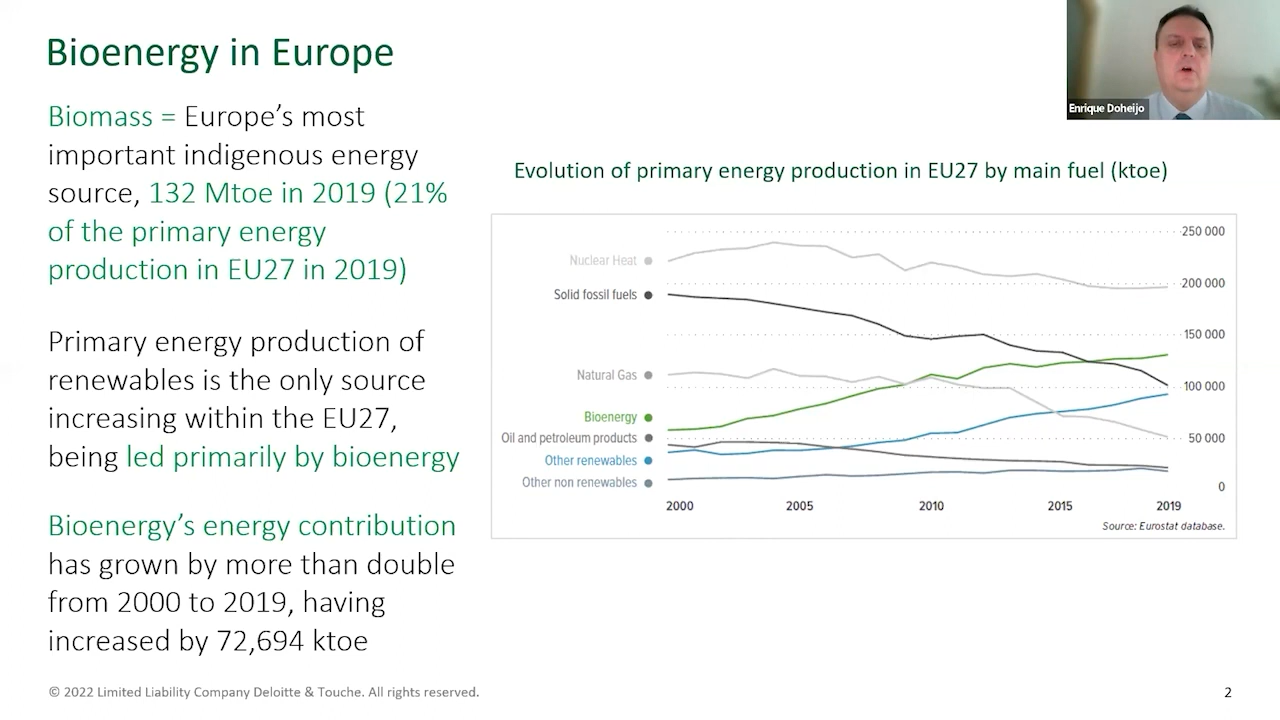 Bioenergy in Europe
Enrique Doheijo
Biomass = Europe's most
important indigenous energy
source, 132 Mtoe in 2019 (21%
of the primary energy
production in EU27 in 2019)
Primary energy production of
renewables is the only source
increasing within the EU27,
being led primarily by bioenergy
Bioenergy's energy contribution
has grown by more than double
from 2000 to 2019, having
increased by 72,694 ktoe
Evolution of primary energy production in EU27 by main fuel (ktoe)
Nuclear Heat
Solid fossil fuels
Natural Gas
Bioenergy
Oil and petroleum products
Other renewables
Other non renewables
250 000
200 000
150 000
100 000
50 000
0
2000 2005 2010 2015 2019
Source: Eurostat database.
© 2022 Limited Liability Company Deloitte & Touche. All rights reserved.
2